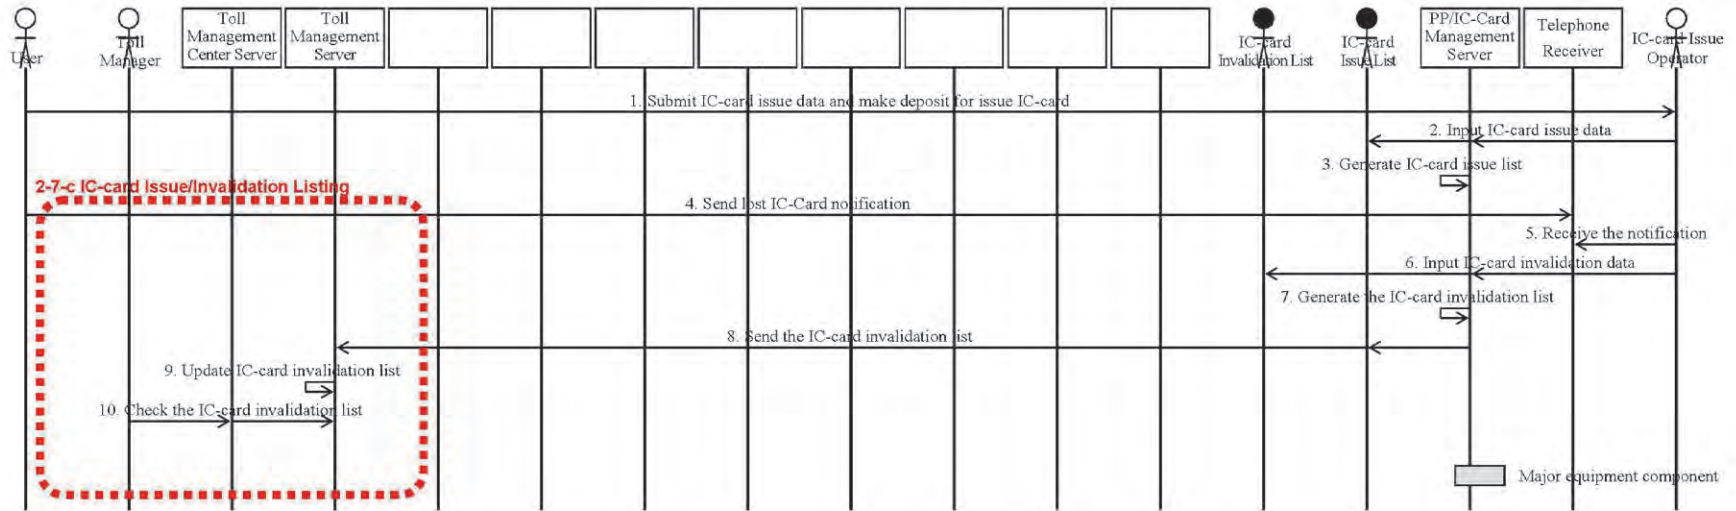 User
Toll
Manager
Toll
Management
Center Server
Toll
Management
Server
IC-card
Invalidation List
IC-card
Issue List
PP/IC-Card
Management
Server
Telephone
Receiver
IC-card Issue
Operator
1. Submit IC-card issue data and make deposit for issue IC-card
2. Input IC-card issue data
3. Generate IC-card issue list
2-7-c IC-card Issue/Invalidation Listing
4. Send lost IC-Card notification
5. Receive the notification
6. Input IC-card invalidation data
7. Generate the IC-card invalidation list
8. Send the IC-card invalidation list
9. Update IC-card invalidation list
10. Check the IC-card invalidation list
Major equipment component